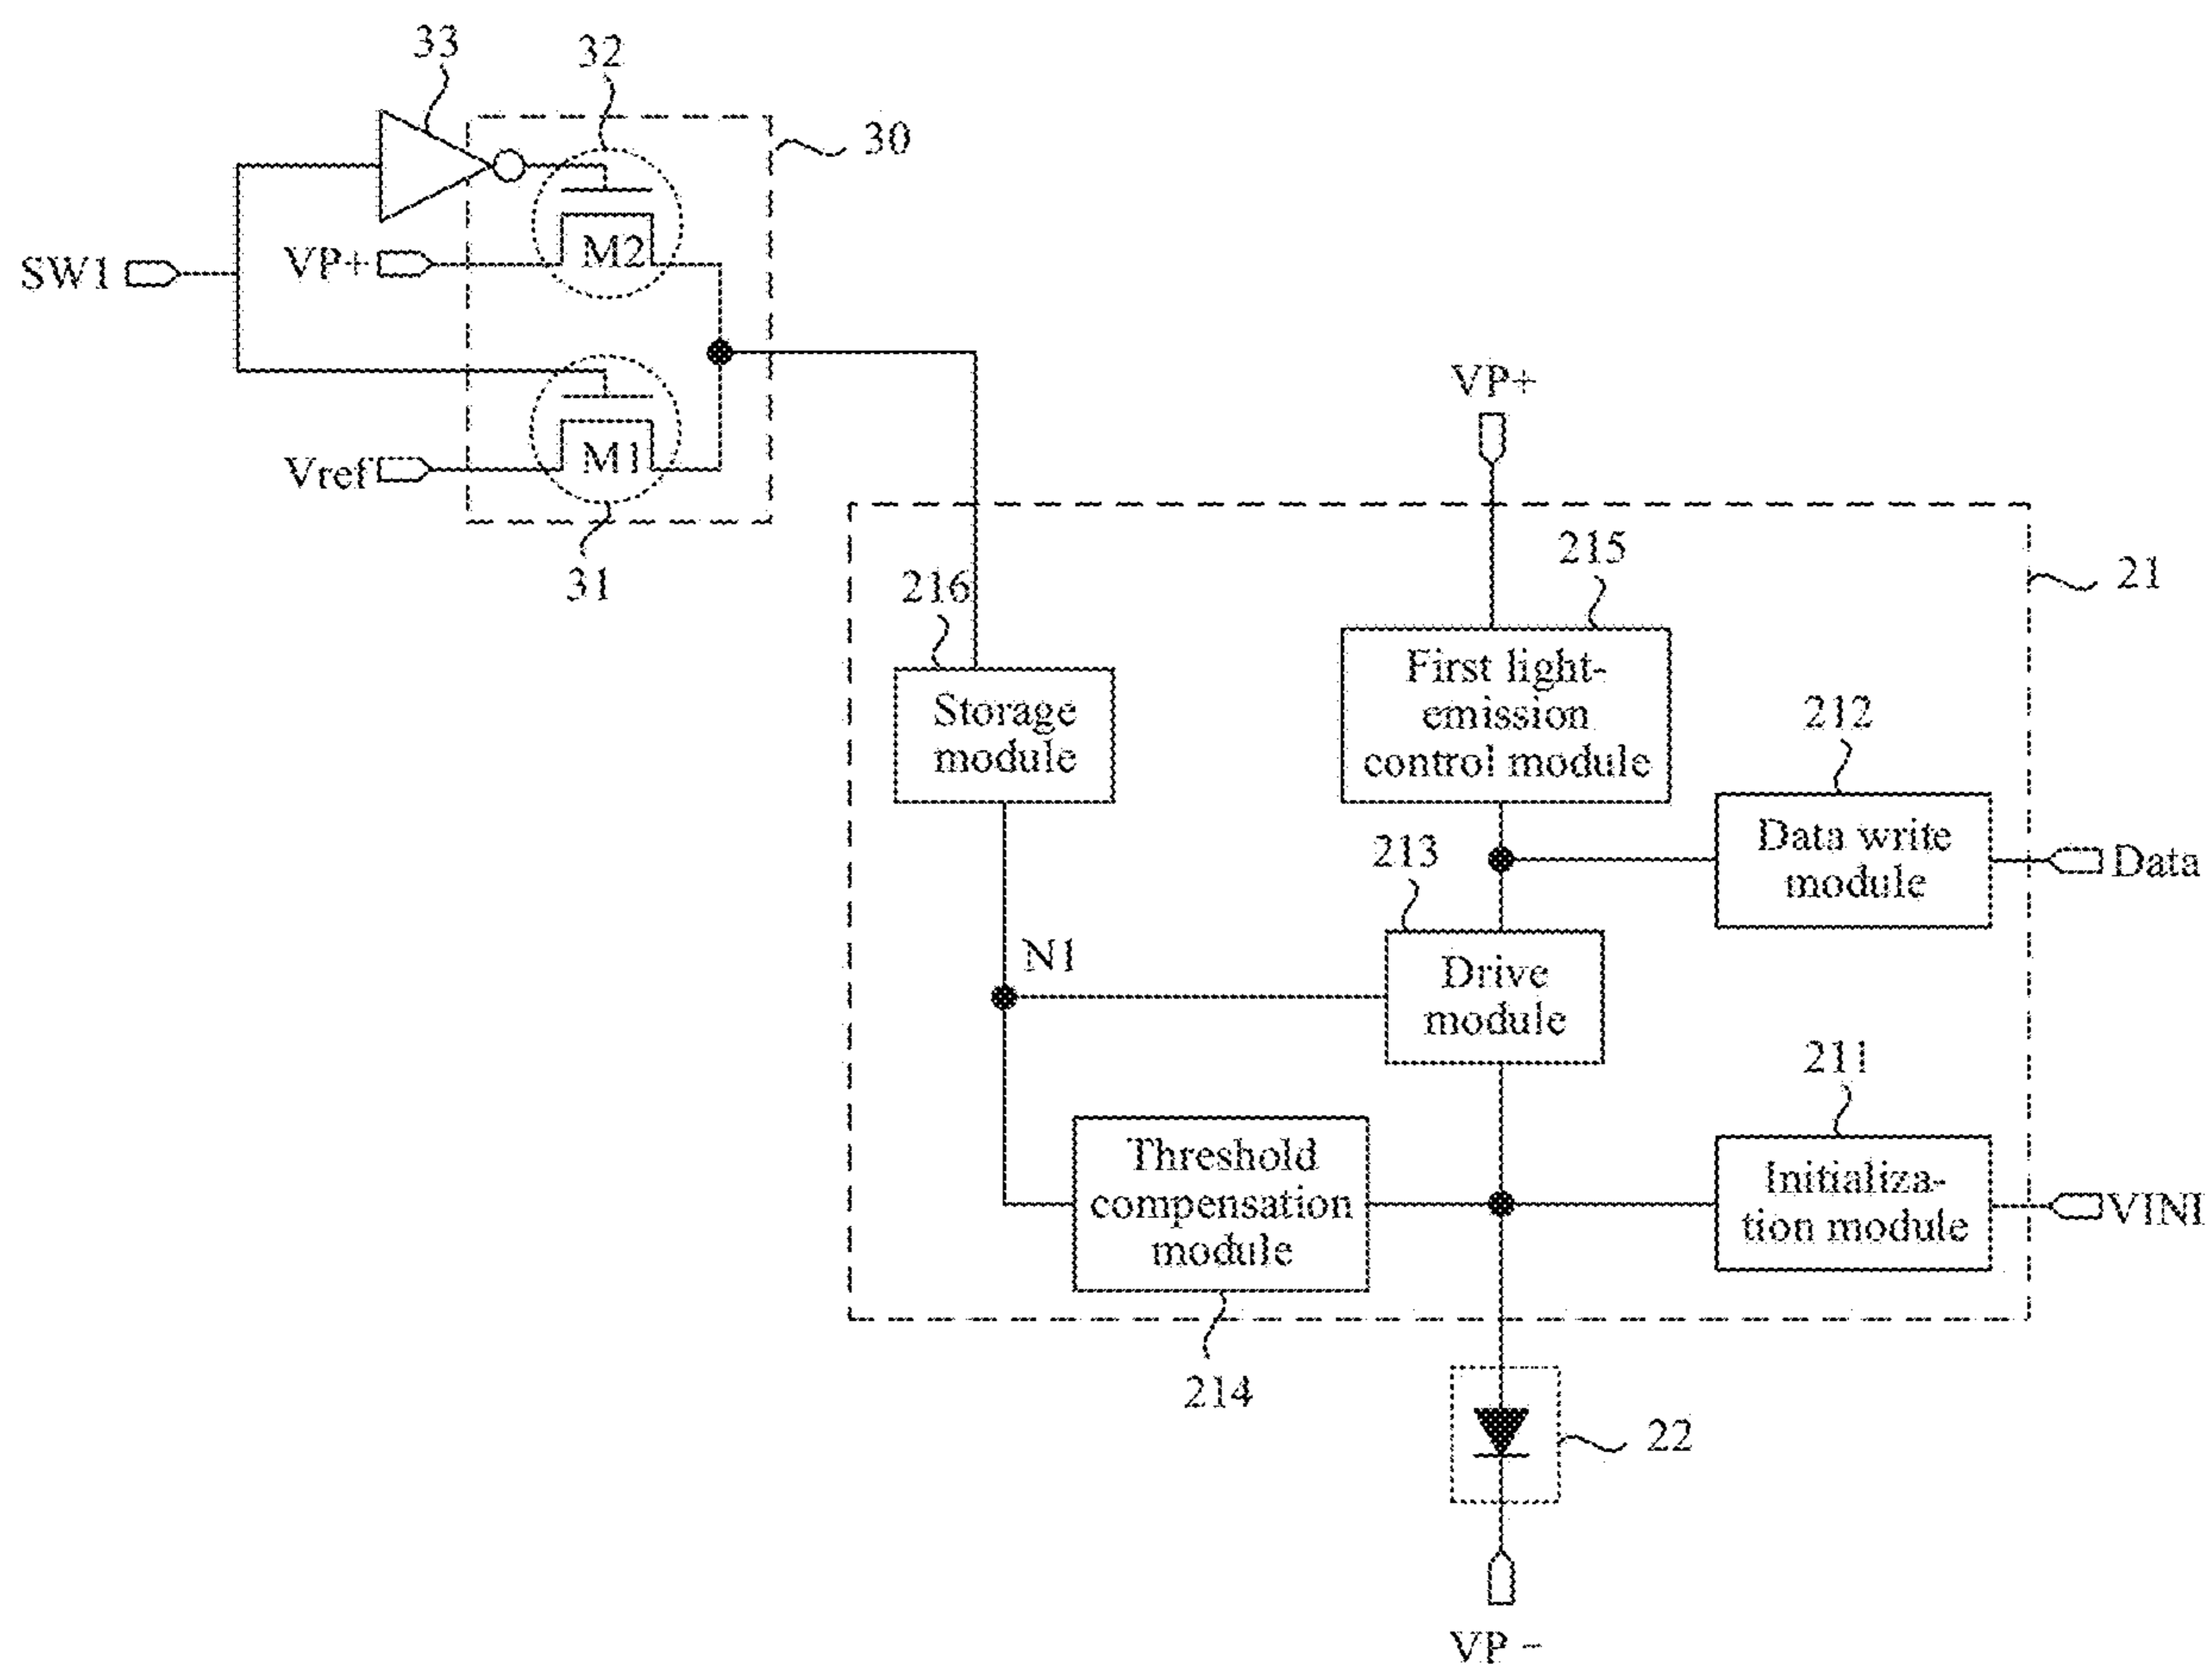 33
32
30
SW1
VP+
M2
Vref
M1
31
VP+
216
215
21
Storage
module
First light-
emission
control module
212
Data write
module
Data
213
N1
Drive
module
211
Threshold
compensation
module
Initializa-
tion module
VINI
214
22
VP -